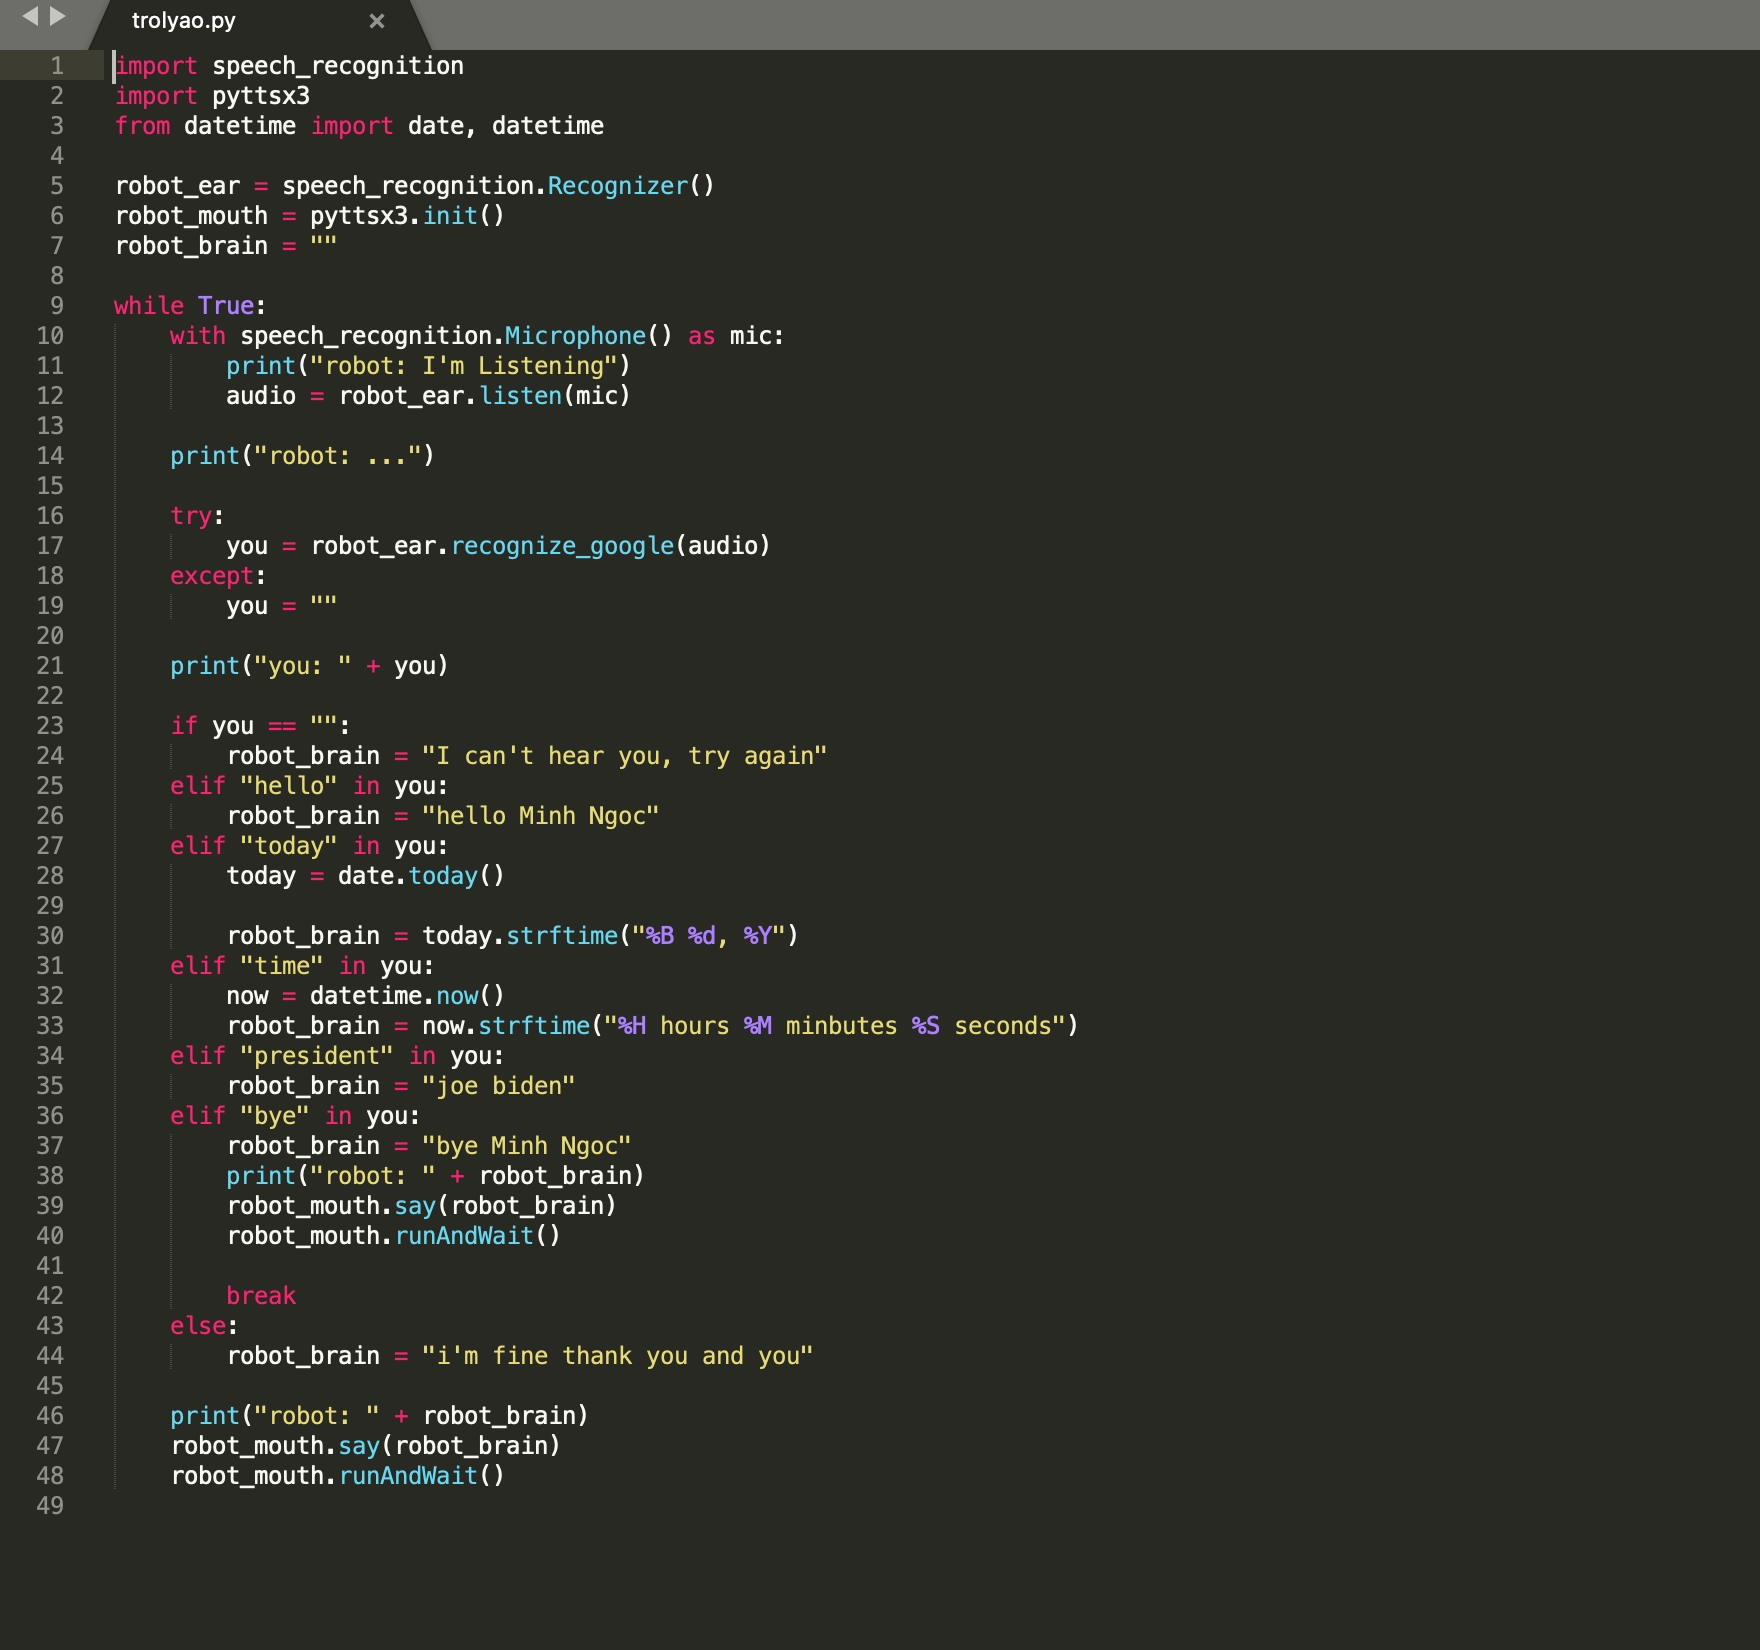 trolyao.py ×
1 import speech_recognition
2 import pyttsx3
3 from datetime import date, datetime
4
5 robot_ear = speech_recognition.Recognizer()
6 robot_mouth = pyttsx3.init()
7 robot_brain = ""
8
9 while True:
10     with speech_recognition.Microphone() as mic:
11         print("robot: I'm Listening")
12         audio = robot_ear.listen(mic)
13
14     print("robot: ...")
15
16     try:
17         you = robot_ear.recognize_google(audio)
18     except:
19         you = ""
20
21     print("you: " + you)
22
23     if you == "":
24         robot_brain = "I can't hear you, try again"
25     elif "hello" in you:
26         robot_brain = "hello Minh Ngoc"
27     elif "today" in you:
28         today = date.today()
29
30         robot_brain = today.strftime("%B %d, %Y")
31     elif "time" in you:
32         now = datetime.now()
33         robot_brain = now.strftime("%H hours %M minbutes %S seconds")
34     elif "president" in you:
35         robot_brain = "joe biden"
36     elif "bye" in you:
37         robot_brain = "bye Minh Ngoc"
38         print("robot: " + robot_brain)
39         robot_mouth.say(robot_brain)
40         robot_mouth.runAndWait()
41
42         break
43     else:
44         robot_brain = "i'm fine thank you and you"
45
46     print("robot: " + robot_brain)
47     robot_mouth.say(robot_brain)
48     robot_mouth.runAndWait()
49